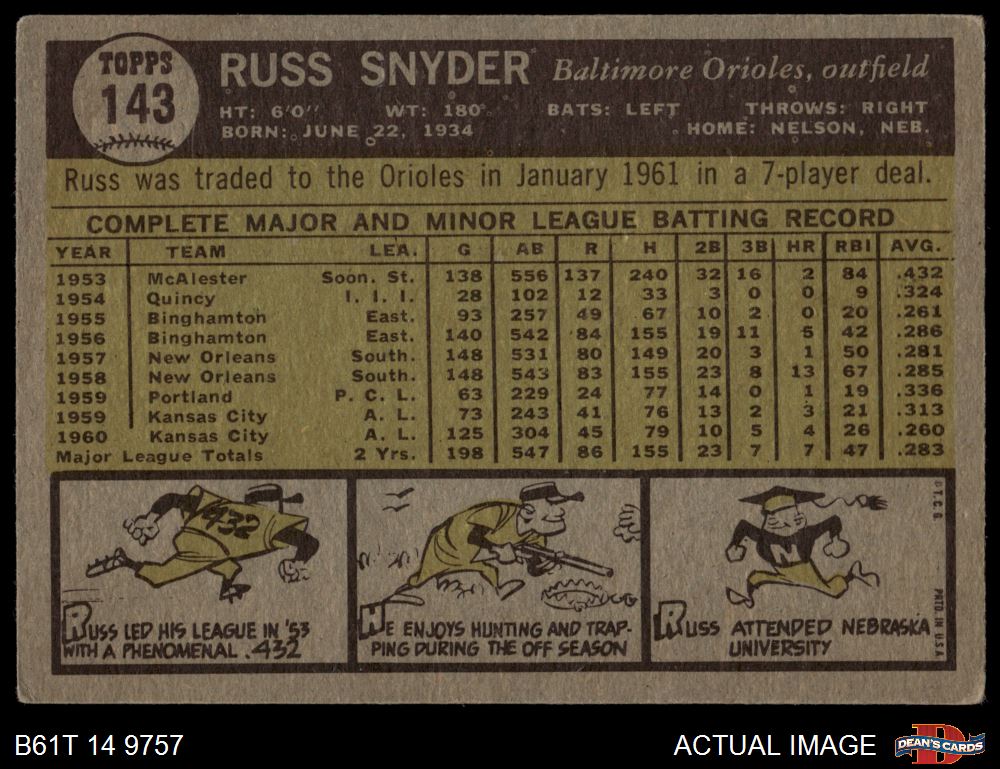 TOPPS
143
RUSS SNYDER Baltimore Orioles, outfield
HT: 6'0" WT: 180 BATS: LEFT THROWS: RIGHT
BORN: JUNE 22, 1934 HOME: NELSON, NEB.
Russ was traded to the Orioles in January 1961 in a 7-player deal.
COMPLETE MAJOR AND MINOR LEAGUE BATTING RECORD
YEAR TEAM LEA. G AB R H 2B 3B HR RBI AVG.
1953 McAlester Soon. St. 138 556 137 240 32 16 2 84 .432
1954 Quincy I. I. I. 28 102 12 33 3 0 0 9 .324
1955 Binghamton East. 93 257 49 67 10 2 0 20 .261
1956 Binghamton East. 140 542 84 155 19 11 5 42 .286
1957 New Orleans South. 148 531 80 149 20 3 1 50 .281
1958 New Orleans South. 148 543 83 155 23 8 13 67 .285
1959 Portland P. C. L. 63 229 24 77 14 0 1 19 .336
1959 Kansas City A. L. 73 243 41 76 13 2 3 21 .313
1960 Kansas City A. L. 125 304 45 79 10 5 4 26 .260
Major League Totals 2 Yrs. 198 547 86 155 23 7 7 47 .283
432
RUSS LED HIS LEAGUE IN '53
WITH A PHENOMENAL .432
HE ENJOYS HUNTING AND TRAP-
PING DURING THE OFF SEASON
N
RUSS ATTENDED NEBRASKA
UNIVERSITY
©T.C.G. PRTD. IN U.S.A.
B61T 14 9757
ACTUAL IMAGE
D
DEAN'S CARDS